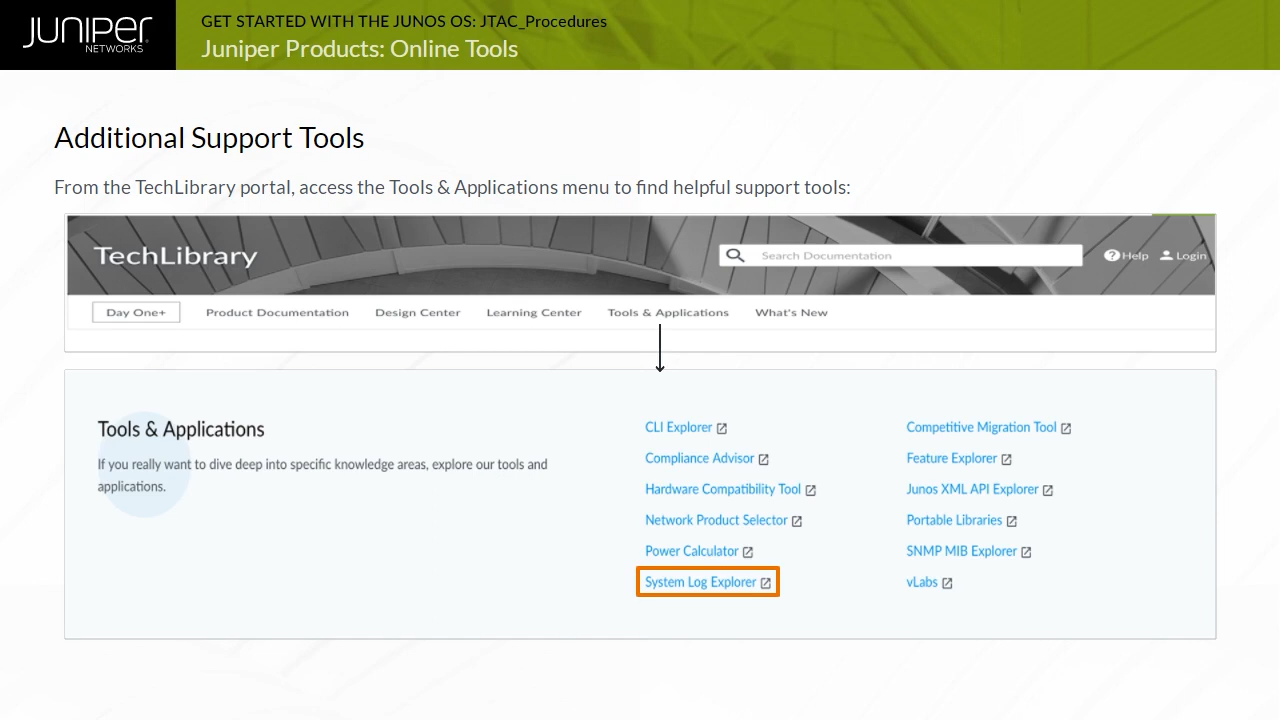 JUNIPER
NETWORKS
GET STARTED WITH THE JUNOS OS: JTAC_Procedures
Juniper Products: Online Tools
Additional Support Tools
From the TechLibrary portal, access the Tools & Applications menu to find helpful support tools:
TechLibrary
Search Documentation
Help
Login
Day One+
Product Documentation
Design Center
Learning Center
Tools & Applications
What's New
Tools & Applications
If you really want to dive deep into specific knowledge areas, explore our tools and
applications.
CLI Explorer
Compliance Advisor
Hardware Compatibility Tool
Network Product Selector
Power Calculator
System Log Explorer
Competitive Migration Tool
Feature Explorer
Junos XML API Explorer
Portable Libraries
SNMP MIB Explorer
vLabs